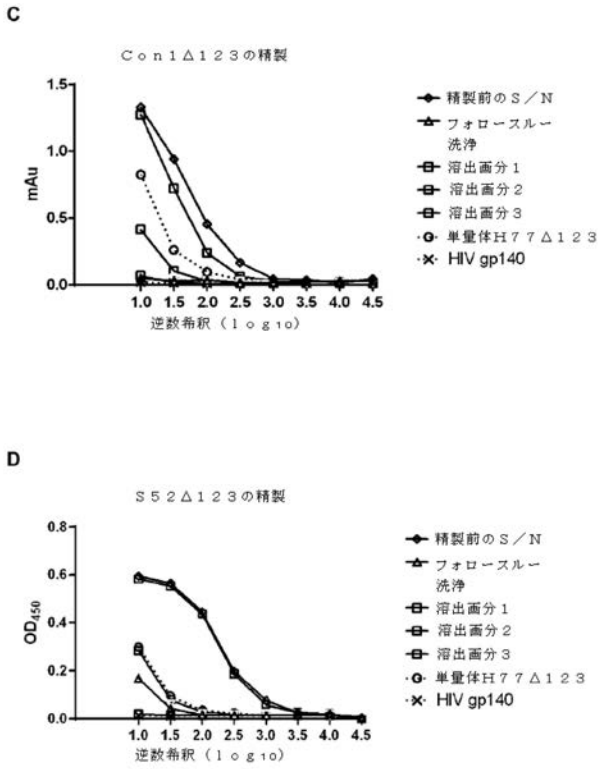 C
Con1Δ123の精製
mAu
1.5
1.0
0.5
0.0
1.0 1.5 2.0 2.5 3.0 3.5 4.0 4.5
逆数希釈(log₁₀)
精製前のS/N
フォロースルー
洗浄
溶出画分1
溶出画分2
溶出画分3
単量体H77Δ123
HIV gp140
D
S52Δ123の精製
OD₄₅₀
0.8
0.6
0.4
0.2
0.0
1.0 1.5 2.0 2.5 3.0 3.5 4.0 4.5
逆数希釈(log₁₀)
精製前のS/N
フォロースルー
洗浄
溶出画分1
溶出画分2
溶出画分3
単量体H77Δ123
HIV gp140